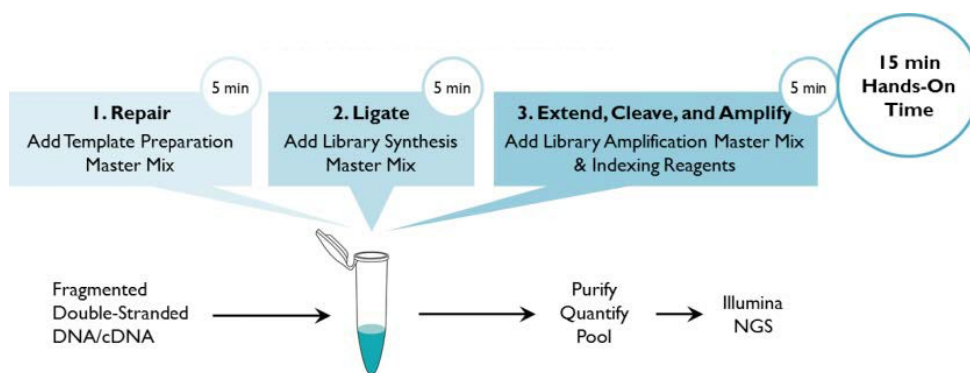 5 min
1. Repair
Add Template Preparation
Master Mix
5 min
2. Ligate
Add Library Synthesis
Master Mix
5 min
3. Extend, Cleave, and Amplify
Add Library Amplification Master Mix
& Indexing Reagents
15 min
Hands-On
Time
Fragmented
Double-Stranded
DNA/cDNA
Purify
Quantify
Pool
Illumina
NGS